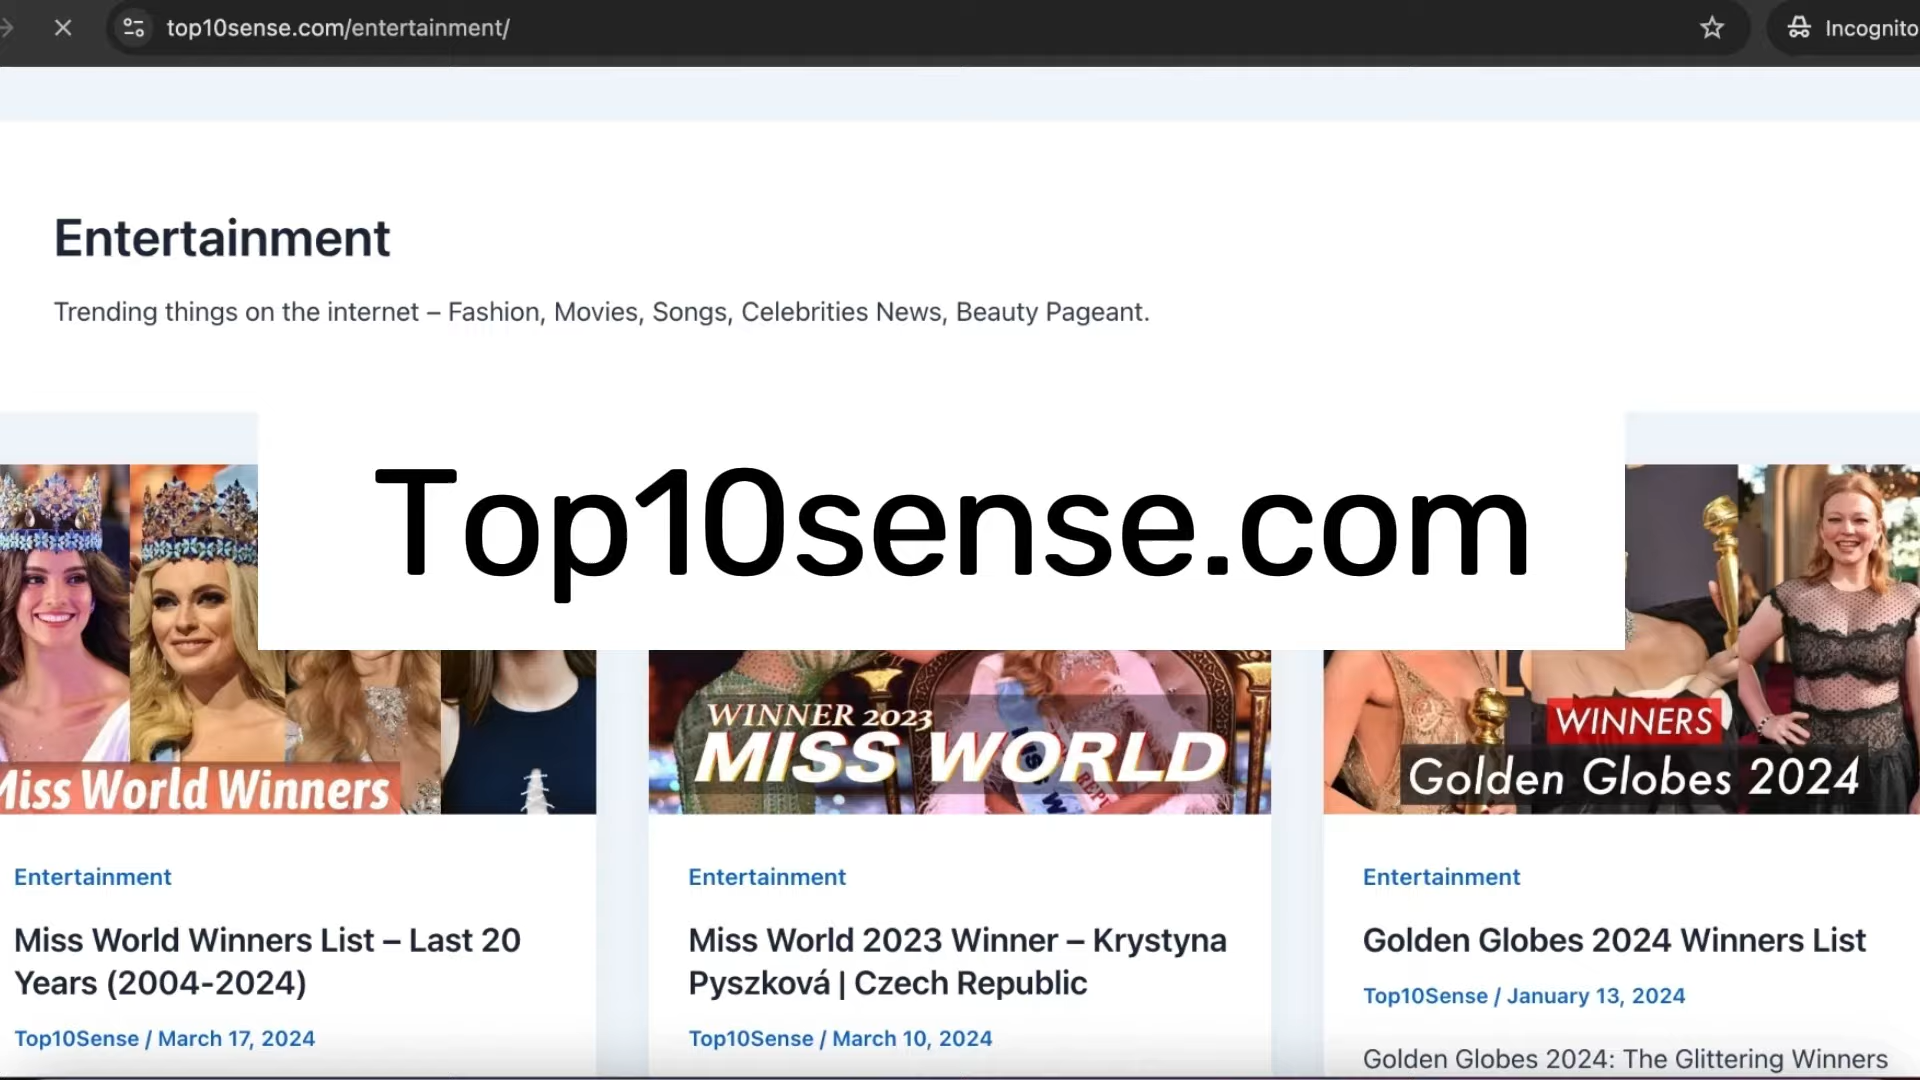 top10sense.com/entertainment/
Incognito
Entertainment
Trending things on the internet – Fashion, Movies, Songs, Celebrities News, Beauty Pageant.
Top10sense.com
Miss World Winners
WINNER 2023
MISS WORLD
WINNERS
Golden Globes 2024
Entertainment
Miss World Winners List – Last 20
Years (2004-2024)
Top10Sense / March 17, 2024
Entertainment
Miss World 2023 Winner – Krystyna
Pyszková | Czech Republic
Top10Sense / March 10, 2024
Entertainment
Golden Globes 2024 Winners List
Top10Sense / January 13, 2024
Golden Globes 2024: The Glittering Winners